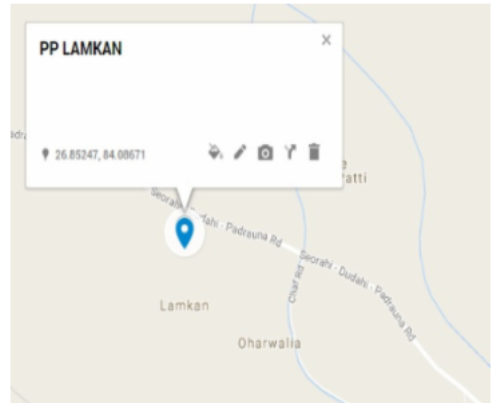 PP LAMKAN
26.85247, 84.08671
Seorahi - Dudahi - Padrauna Rd
Seorahi - Dudahi - Padrauna Rd
Chaf Rd
Lamkan
Oharwalia